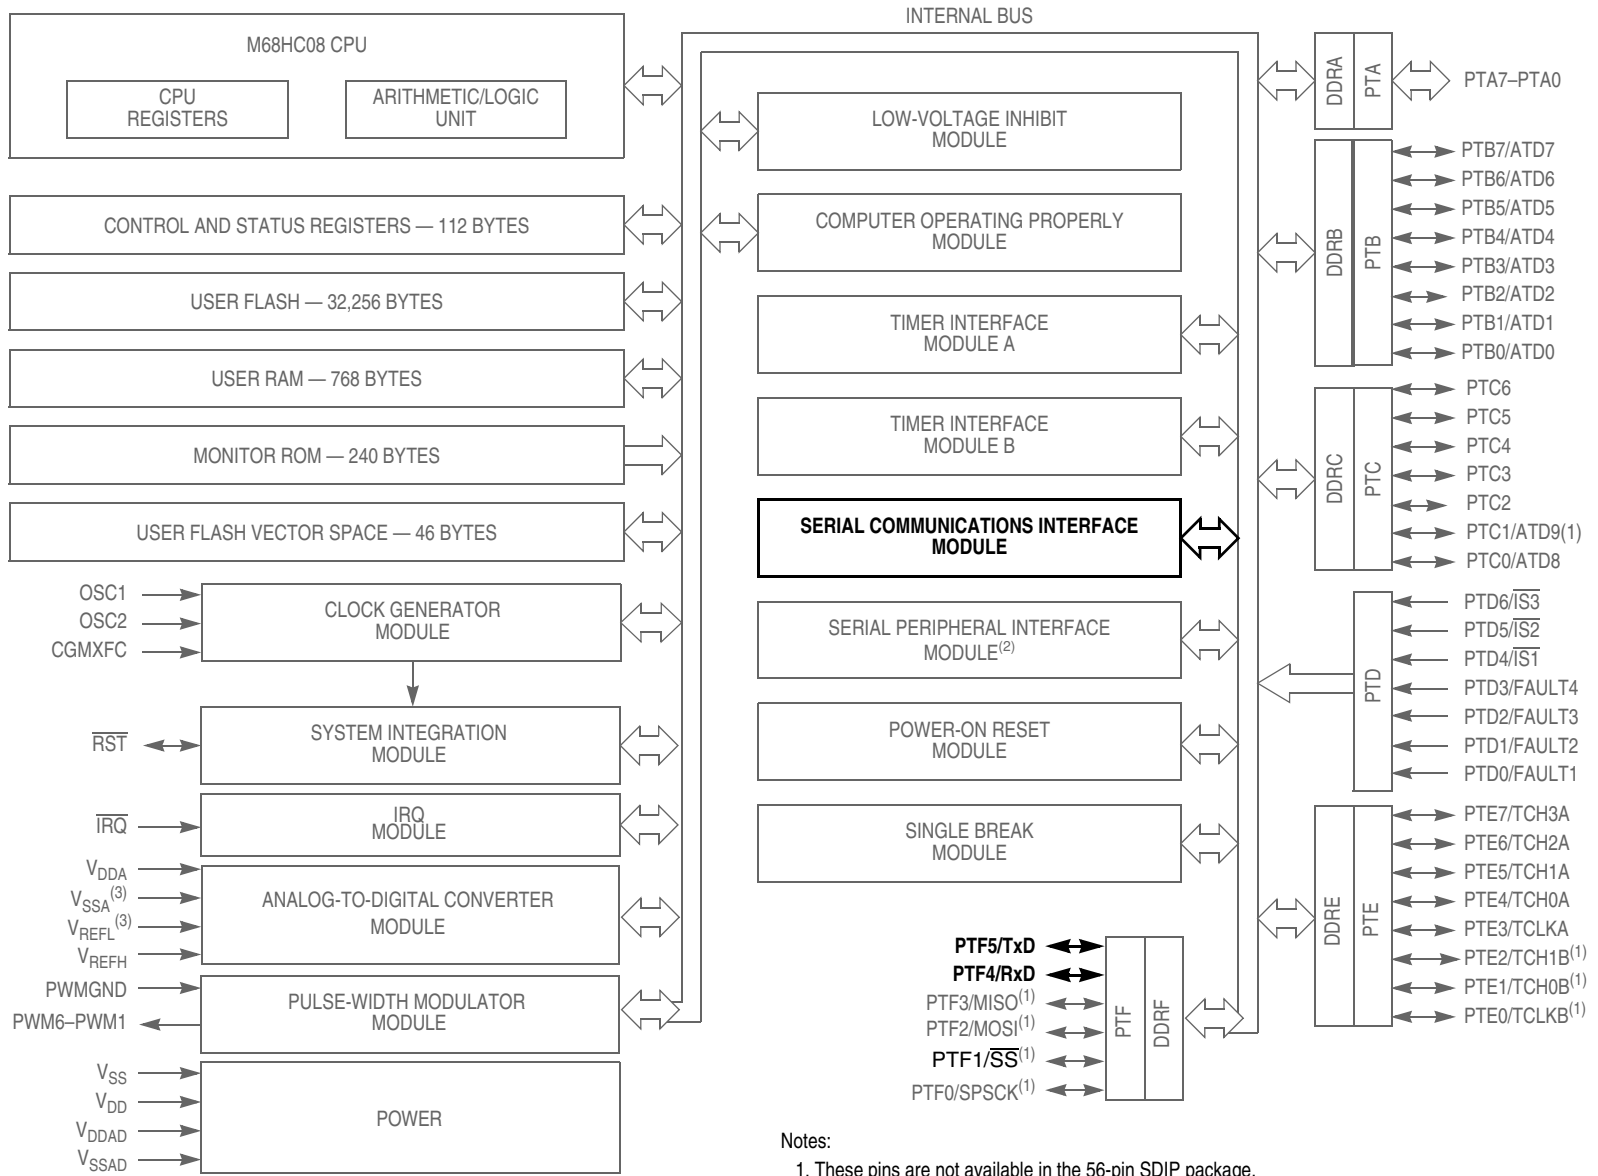 INTERNAL BUS
M68HC08 CPU
CPU
REGISTERS
ARITHMETIC/LOGIC
UNIT
CONTROL AND STATUS REGISTERS — 112 BYTES
USER FLASH — 32,256 BYTES
USER RAM — 768 BYTES
MONITOR ROM — 240 BYTES
USER FLASH VECTOR SPACE — 46 BYTES
OSC1
OSC2
CGMXFC
CLOCK GENERATOR
MODULE
RST
SYSTEM INTEGRATION
MODULE
IRQ
IRQ
MODULE
VDDA
VSSA(3)
VREFL(3)
VREFH
ANALOG-TO-DIGITAL CONVERTER
MODULE
PWMGND
PWM6–PWM1
PULSE-WIDTH MODULATOR
MODULE
VSS
VDD
VDDAD
VSSAD
POWER
LOW-VOLTAGE INHIBIT
MODULE
COMPUTER OPERATING PROPERLY
MODULE
TIMER INTERFACE
MODULE A
TIMER INTERFACE
MODULE B
SERIAL COMMUNICATIONS INTERFACE
MODULE
SERIAL PERIPHERAL INTERFACE
MODULE(2)
POWER-ON RESET
MODULE
SINGLE BREAK
MODULE
PTF5/TxD
PTF4/RxD
PTF3/MISO(1)
PTF2/MOSI(1)
PTF1/SS(1)
PTF0/SPSCK(1)
PTF
DDRF
DDRA
PTA
PTA7–PTA0
DDRB
PTB
PTB7/ATD7
PTB6/ATD6
PTB5/ATD5
PTB4/ATD4
PTB3/ATD3
PTB2/ATD2
PTB1/ATD1
PTB0/ATD0
DDRC
PTC
PTC6
PTC5
PTC4
PTC3
PTC2
PTC1/ATD9(1)
PTC0/ATD8
PTD
PTD6/IS3
PTD5/IS2
PTD4/IS1
PTD3/FAULT4
PTD2/FAULT3
PTD1/FAULT2
PTD0/FAULT1
DDRE
PTE
PTE7/TCH3A
PTE6/TCH2A
PTE5/TCH1A
PTE4/TCH0A
PTE3/TCLKA
PTE2/TCH1B(1)
PTE1/TCH0B(1)
PTE0/TCLKB(1)
Notes:
1. These pins are not available in the 56-pin SDIP package.